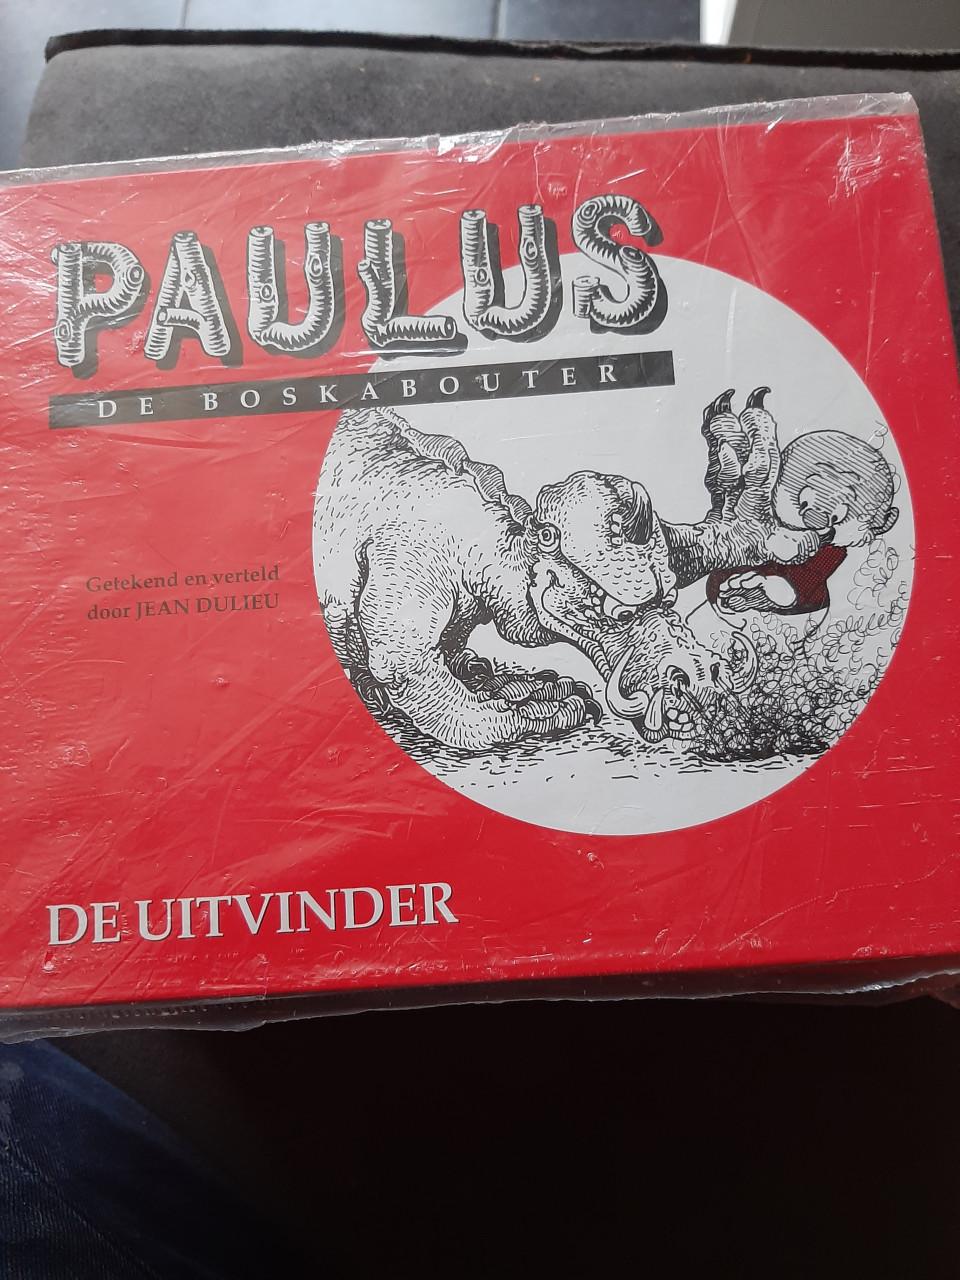 PAULUS
DE BOSKABOUTER
Getekend en verteld
door JEAN DULIEU
DE UITVINDER